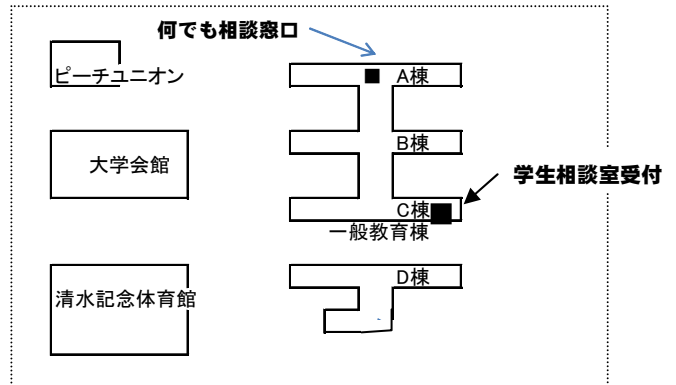 何でも相談窓口
ピーチユニオン
A棟
B棟
大学会館
学生相談室受付
C棟
一般教育棟
D棟
清水記念体育館